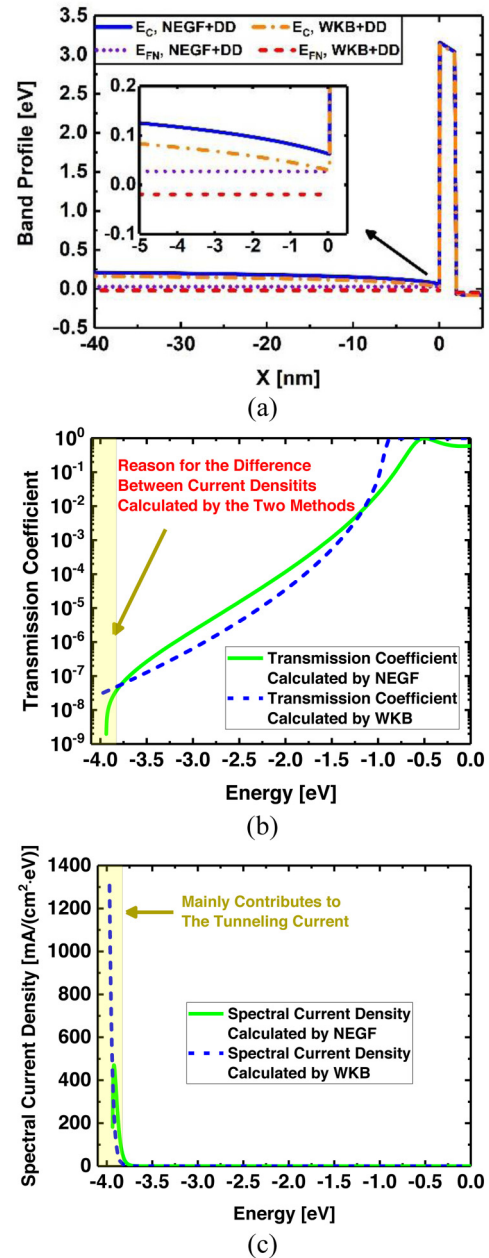 E_C, NEGF+DD
E_C, WKB+DD
E_FN, NEGF+DD
E_FN, WKB+DD
3.5
3.0
2.5
2.0
1.5
1.0
0.5
0.0
-0.5
Band Profile [eV]
0.2
0.1
0.0
-0.1
-5 -4 -3 -2 -1 0
-40 -30 -20 -10 0
X [nm]
(a)
10^0
10^-1
10^-2
10^-3
10^-4
10^-5
10^-6
10^-7
10^-8
10^-9
Transmission Coefficient
Reason for the Difference
Between Current Densitits
Calculated by the Two Methods
Transmission Coefficient
Calculated by NEGF
Transmission Coefficient
Calculated by WKB
-4.0 -3.5 -3.0 -2.5 -2.0 -1.5 -1.0 -0.5 0.0
Energy [eV]
(b)
1400
1200
1000
800
600
400
200
0
Spectral Current Density [mA/(cm²·eV)]
Mainly Contributes to
The Tunneling Current
Spectral Current Density
Calculated by NEGF
Spectral Current Density
Calculated by WKB
-4.0 -3.5 -3.0 -2.5 -2.0 -1.5 -1.0 -0.5 0.0
Energy [eV]
(c)